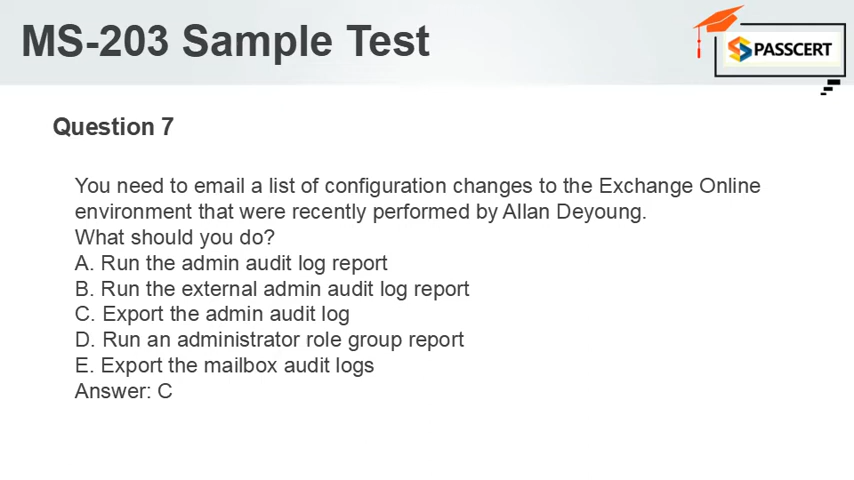 MS-203 Sample Test
PASSCERT
Question 7
You need to email a list of configuration changes to the Exchange Online
environment that were recently performed by Allan Deyoung.
What should you do?
A. Run the admin audit log report
B. Run the external admin audit log report
C. Export the admin audit log
D. Run an administrator role group report
E. Export the mailbox audit logs
Answer: C